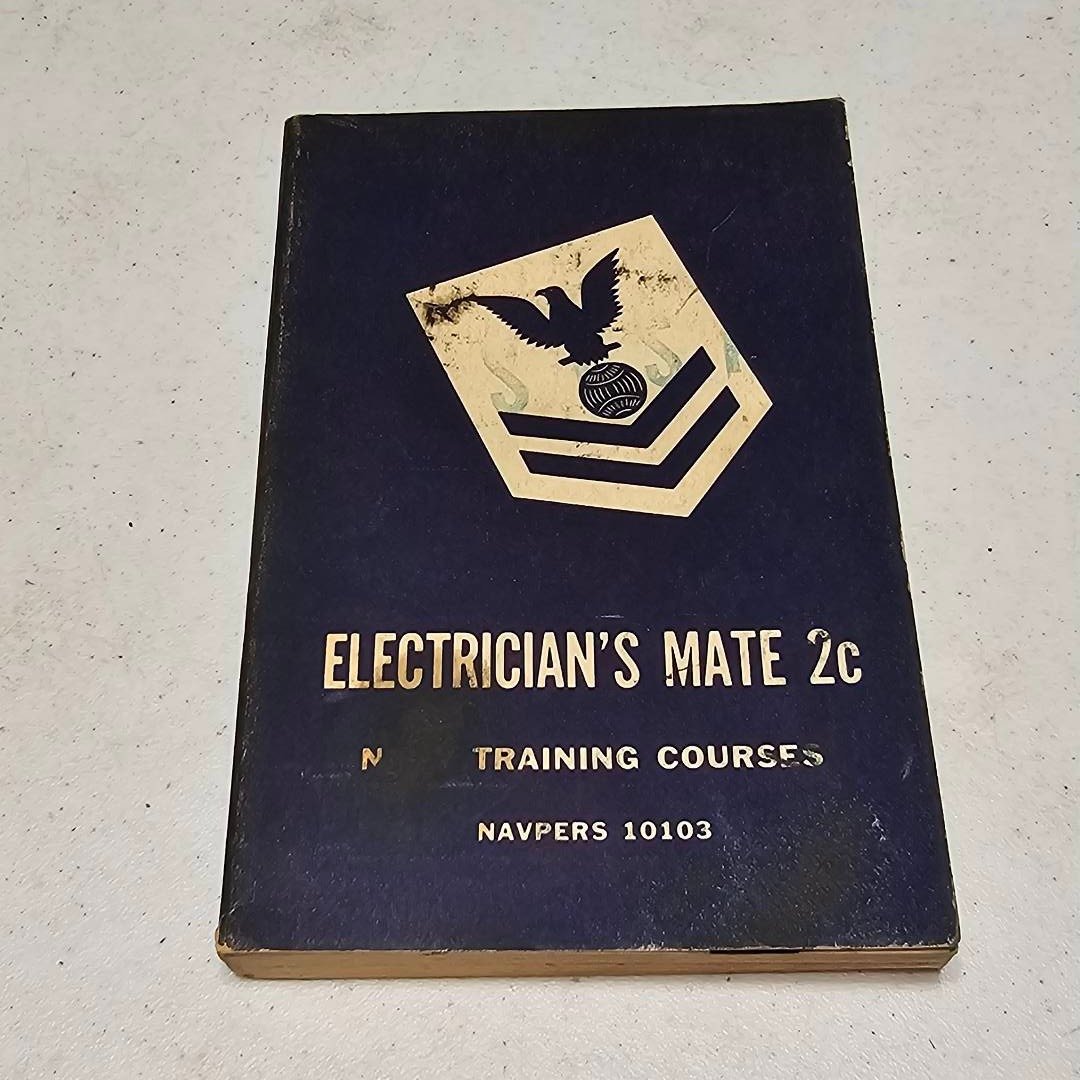 ELECTRICIAN'S MATE 2c
TRAINING COURSES
NAVPERS 10103